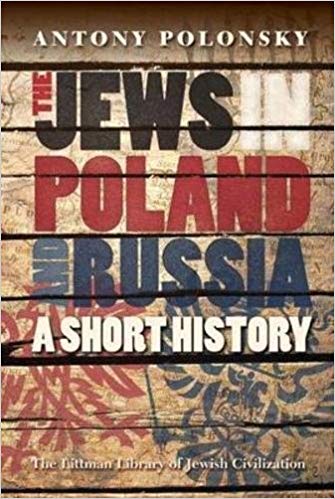 ANTONY POLONSKY
THE JEWS IN
POLAND
AND RUSSIA
A SHORT HISTORY
The Littman Library of Jewish Civilization